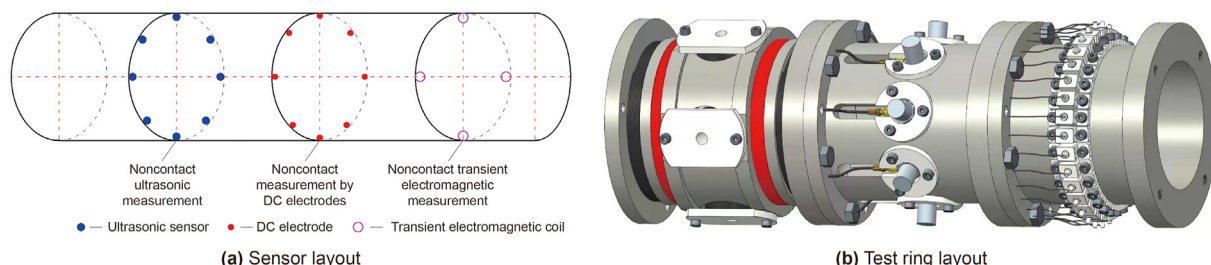 Noncontact
ultrasonic
measurement
Noncontact
measurement by
DC electrodes
Noncontact transient
electromagnetic
measurement
— Ultrasonic sensor
— DC electrode
— Transient electromagnetic coil
(a) Sensor layout
(b) Test ring layout